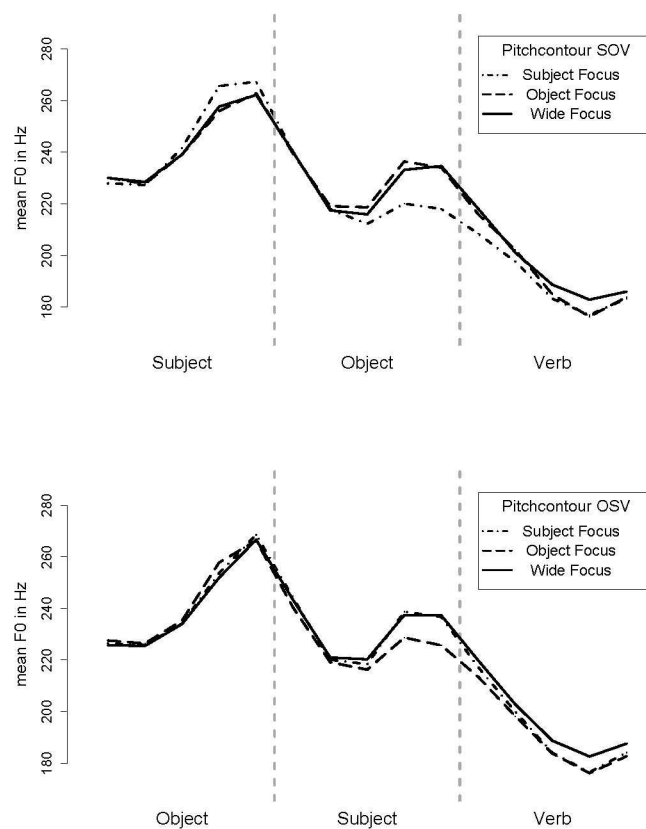 Pitchcontour SOV
Subject Focus
Object Focus
Wide Focus
mean F0 in Hz
280
260
240
220
200
180
Subject Object Verb
Pitchcontour OSV
Subject Focus
Object Focus
Wide Focus
mean F0 in Hz
280
260
240
220
200
180
Object Subject Verb